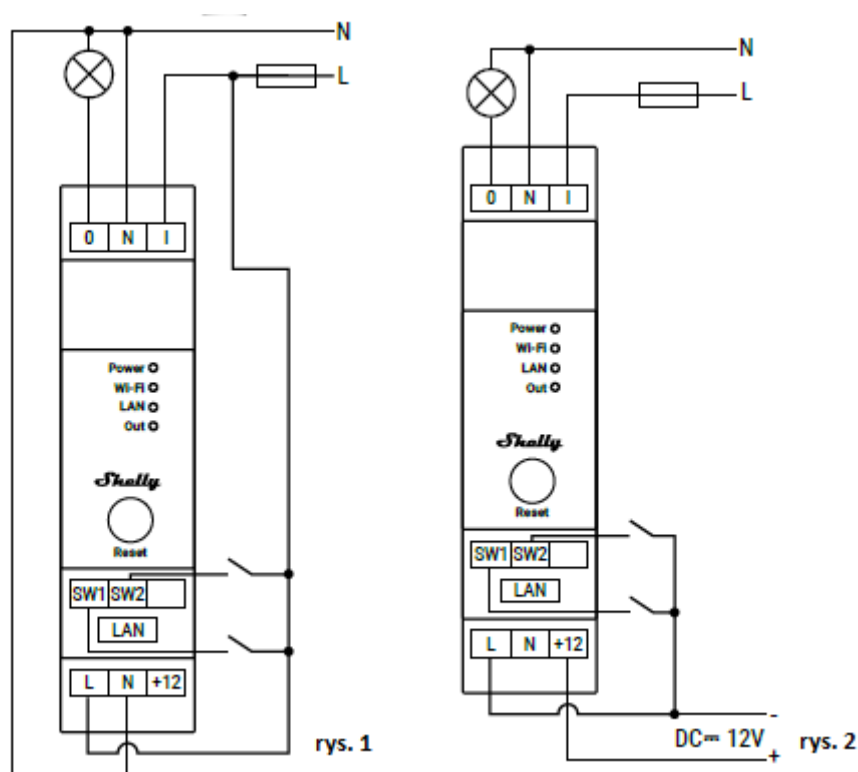 N
L
0 N I
Power
Wi-Fi
LAN
Out
Shelly
Reset
SW1 SW2
LAN
L N +12
rys. 1
N
L
0 N I
Power
Wi-Fi
LAN
Out
Shelly
Reset
SW1 SW2
LAN
L N +12
-
DC⎓ 12V
+
rys. 2